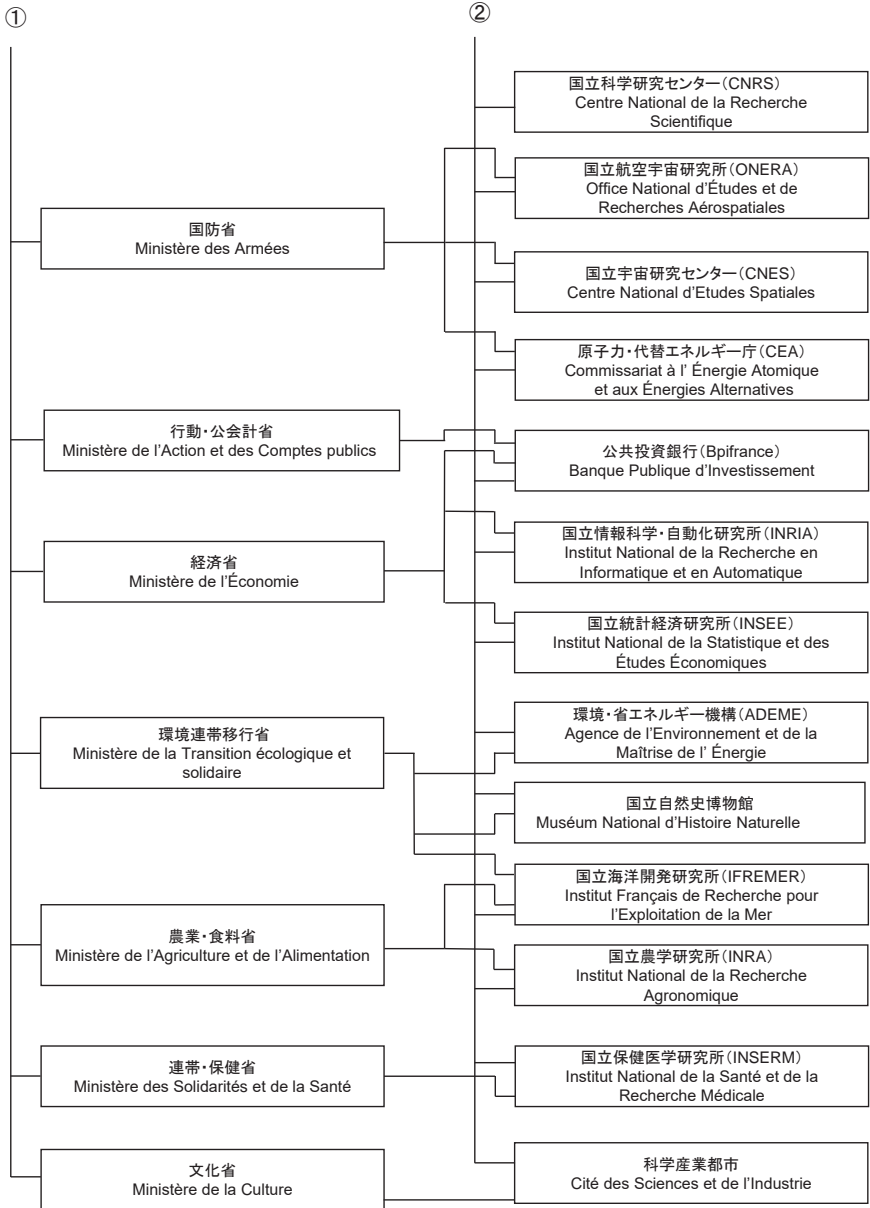 ①
②
国防省
Ministère des Armées
行動・公会計省
Ministère de l'Action et des Comptes publics
経済省
Ministère de l'Économie
環境連帯移行省
Ministère de la Transition écologique et
solidaire
農業・食料省
Ministère de l'Agriculture et de l'Alimentation
連帯・保健省
Ministère des Solidarités et de la Santé
文化省
Ministère de la Culture
国立科学研究センター(CNRS)
Centre National de la Recherche
Scientifique
国立航空宇宙研究所(ONERA)
Office National d'Études et de
Recherches Aérospatiales
国立宇宙研究センター(CNES)
Centre National d'Etudes Spatiales
原子力・代替エネルギー庁(CEA)
Commissariat à l' Énergie Atomique
et aux Énergies Alternatives
公共投資銀行(Bpifrance)
Banque Publique d'Investissement
国立情報科学・自動化研究所(INRIA)
Institut National de la Recherche en
Informatique et en Automatique
国立統計経済研究所(INSEE)
Institut National de la Statistique et des
Études Économiques
環境・省エネルギー機構(ADEME)
Agence de l'Environnement et de la
Maîtrise de l' Énergie
国立自然史博物館
Muséum National d'Histoire Naturelle
国立海洋開発研究所(IFREMER)
Institut Français de Recherche pour
l'Exploitation de la Mer
国立農学研究所(INRA)
Institut National de la Recherche
Agronomique
国立保健医学研究所(INSERM)
Institut National de la Santé et de la
Recherche Médicale
科学産業都市
Cité des Sciences et de l'Industrie